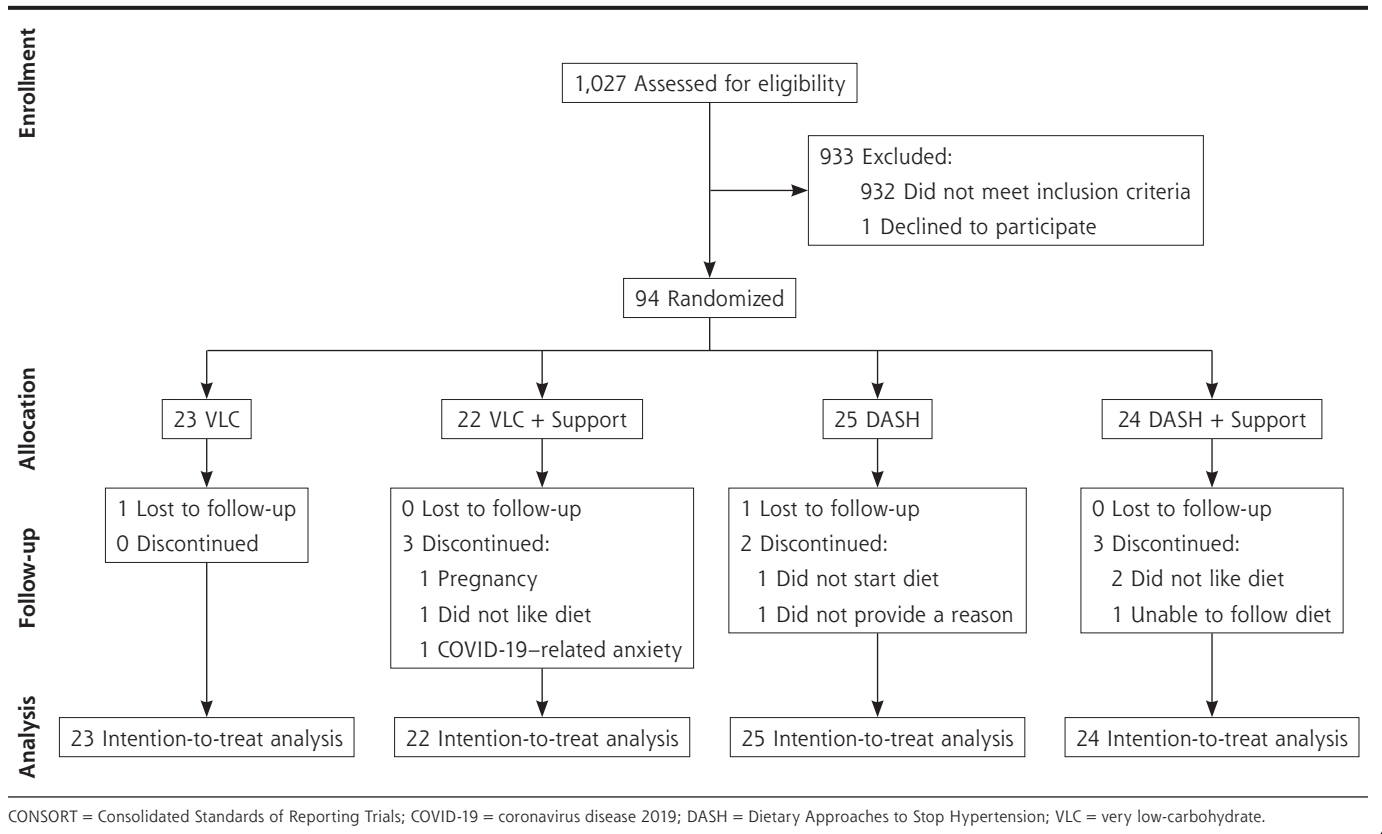 Enrollment
1,027 Assessed for eligibility
933 Excluded:
932 Did not meet inclusion criteria
1 Declined to participate
94 Randomized
Allocation
23 VLC
22 VLC + Support
25 DASH
24 DASH + Support
Follow-up
1 Lost to follow-up
0 Discontinued
0 Lost to follow-up
3 Discontinued:
1 Pregnancy
1 Did not like diet
1 COVID-19–related anxiety
1 Lost to follow-up
2 Discontinued:
1 Did not start diet
1 Did not provide a reason
0 Lost to follow-up
3 Discontinued:
2 Did not like diet
1 Unable to follow diet
Analysis
23 Intention-to-treat analysis
22 Intention-to-treat analysis
25 Intention-to-treat analysis
24 Intention-to-treat analysis
CONSORT = Consolidated Standards of Reporting Trials; COVID-19 = coronavirus disease 2019; DASH = Dietary Approaches to Stop Hypertension; VLC = very low-carbohydrate.